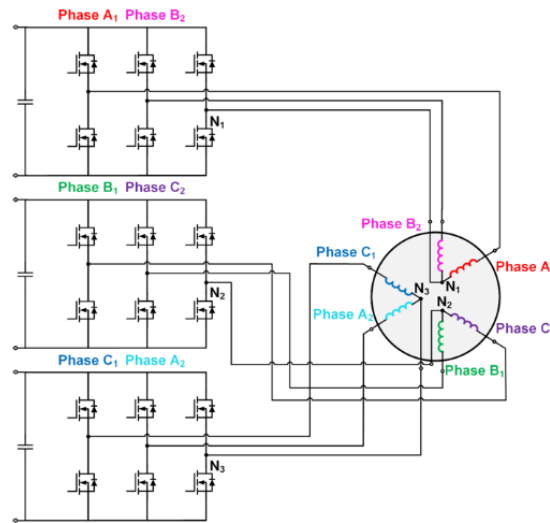 Phase A₁ Phase B₂
N₁
Phase B₁ Phase C₂
N₂
Phase C₁ Phase A₂
N₃
Phase B₂
Phase C₁
Phase A
N₁
N₃
N₂
Phase A₂
Phase C
Phase B₁